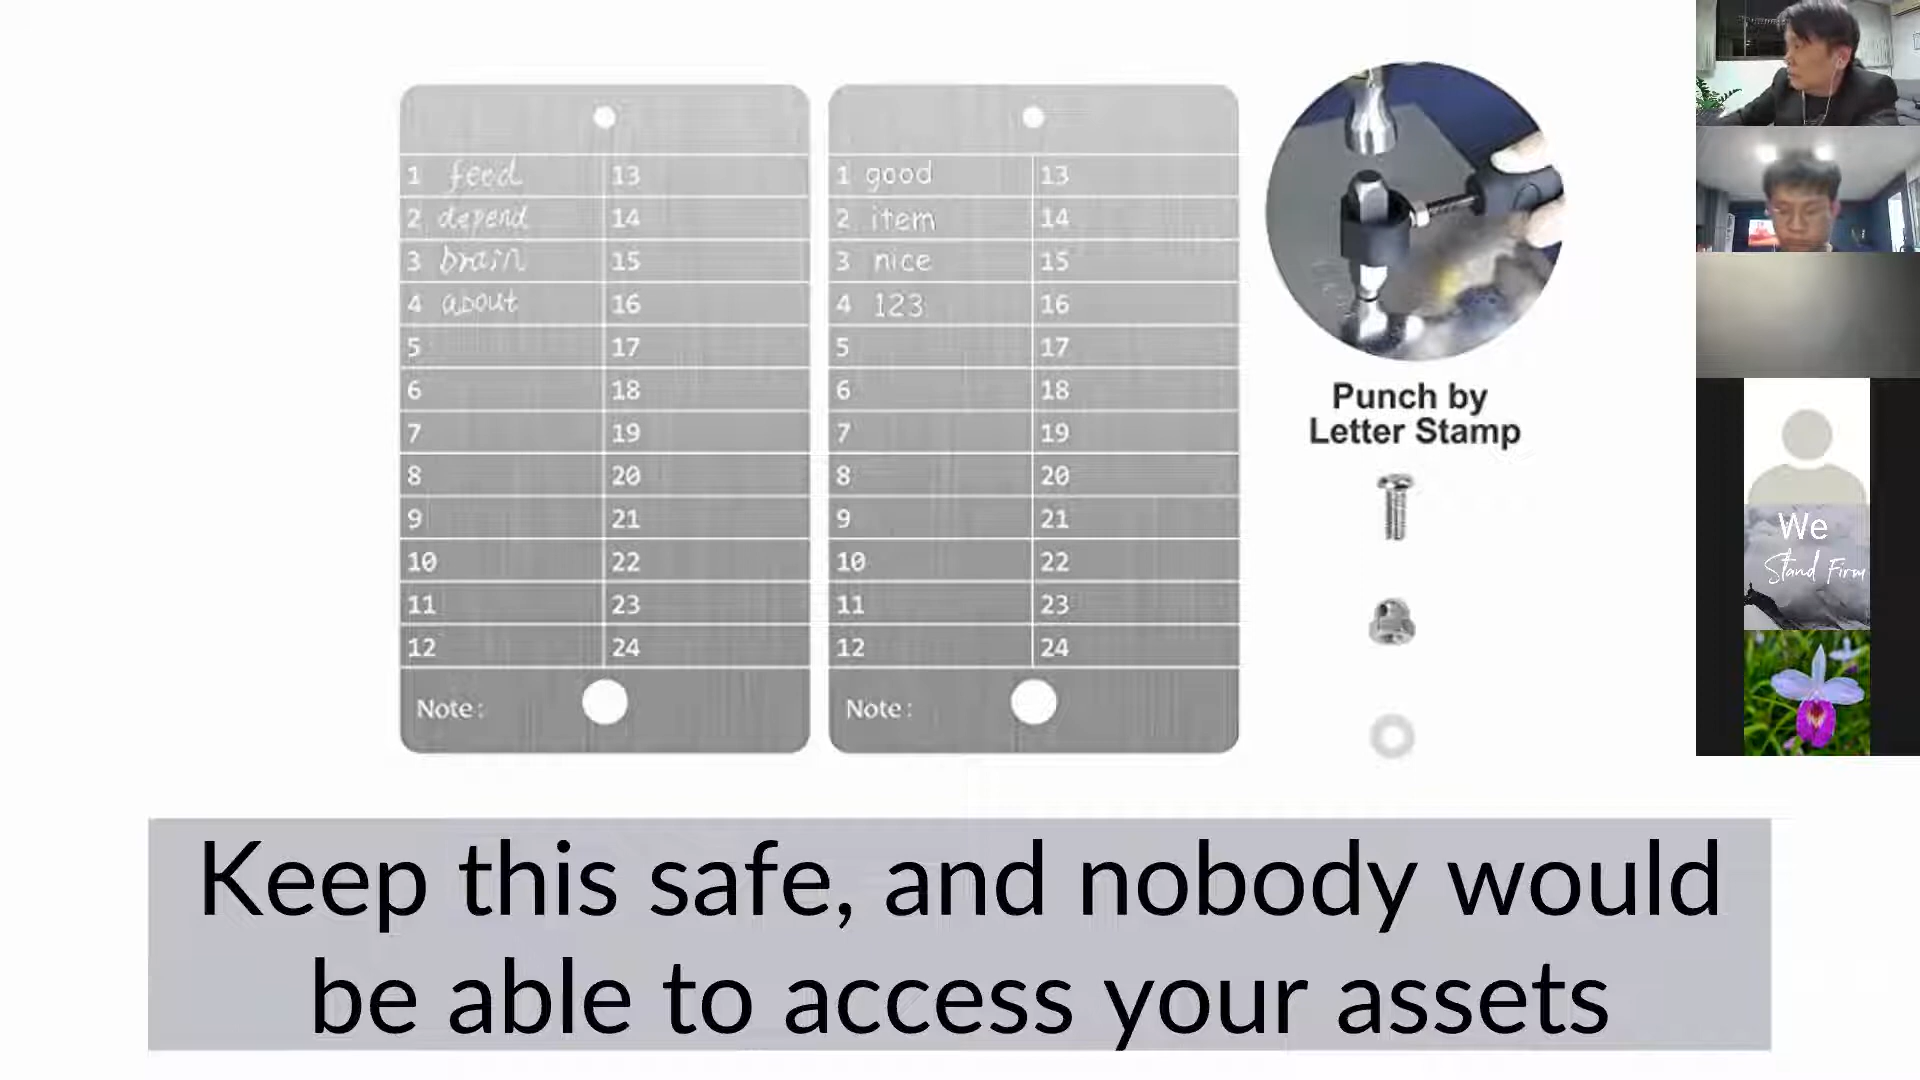 1 feed
2 depend
3 brain
4 about
5
6
7
8
9
10
11
12
13
14
15
16
17
18
19
20
21
22
23
24
Note:
1 good
2 item
3 nice
4 123
5
6
7
8
9
10
11
12
13
14
15
16
17
18
19
20
21
22
23
24
Note:
Punch by
Letter Stamp
We
Stand Firm
Keep this safe, and nobody would
be able to access your assets